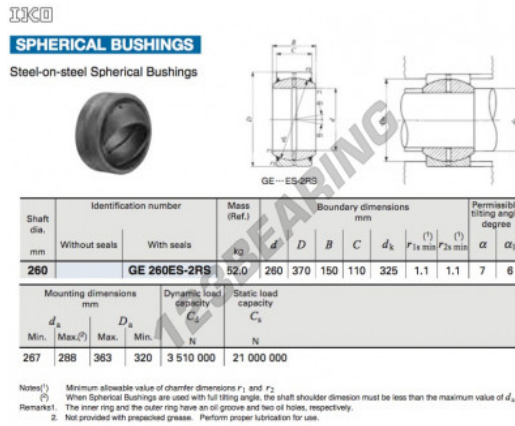 IKO
SPHERICAL BUSHINGS
Steel-on-steel Spherical Bushings
GE…ES-2RS
123BEARING
Shaft dia. mm
Identification number
Without seals
With seals
Mass (Ref.) kg
Boundary dimensions mm
d D B C dk r1s min(1) r2s min(1)
Permissible tilting angle degree
α α1
260 GE 260ES-2RS 52.0 260 370 150 110 325 1.1 1.1 7 6
Mounting dimensions mm
da Da
Min. Max.(2) Max. Min.
Dynamic load capacity Cd N
Static load capacity Cs N
267 288 363 320 3 510 000 21 000 000
Notes(1) Minimum allowable value of chamfer dimensions r1 and r2
(2) When Spherical Bushings are used with full tilting angle, the shaft shoulder dimesion must be less than the maximum value of da
Remarks1. The inner ring and the outer ring have an oil groove and two oil holes, respectively.
2. Not provided with prepacked grease. Perform proper lubrication for use.